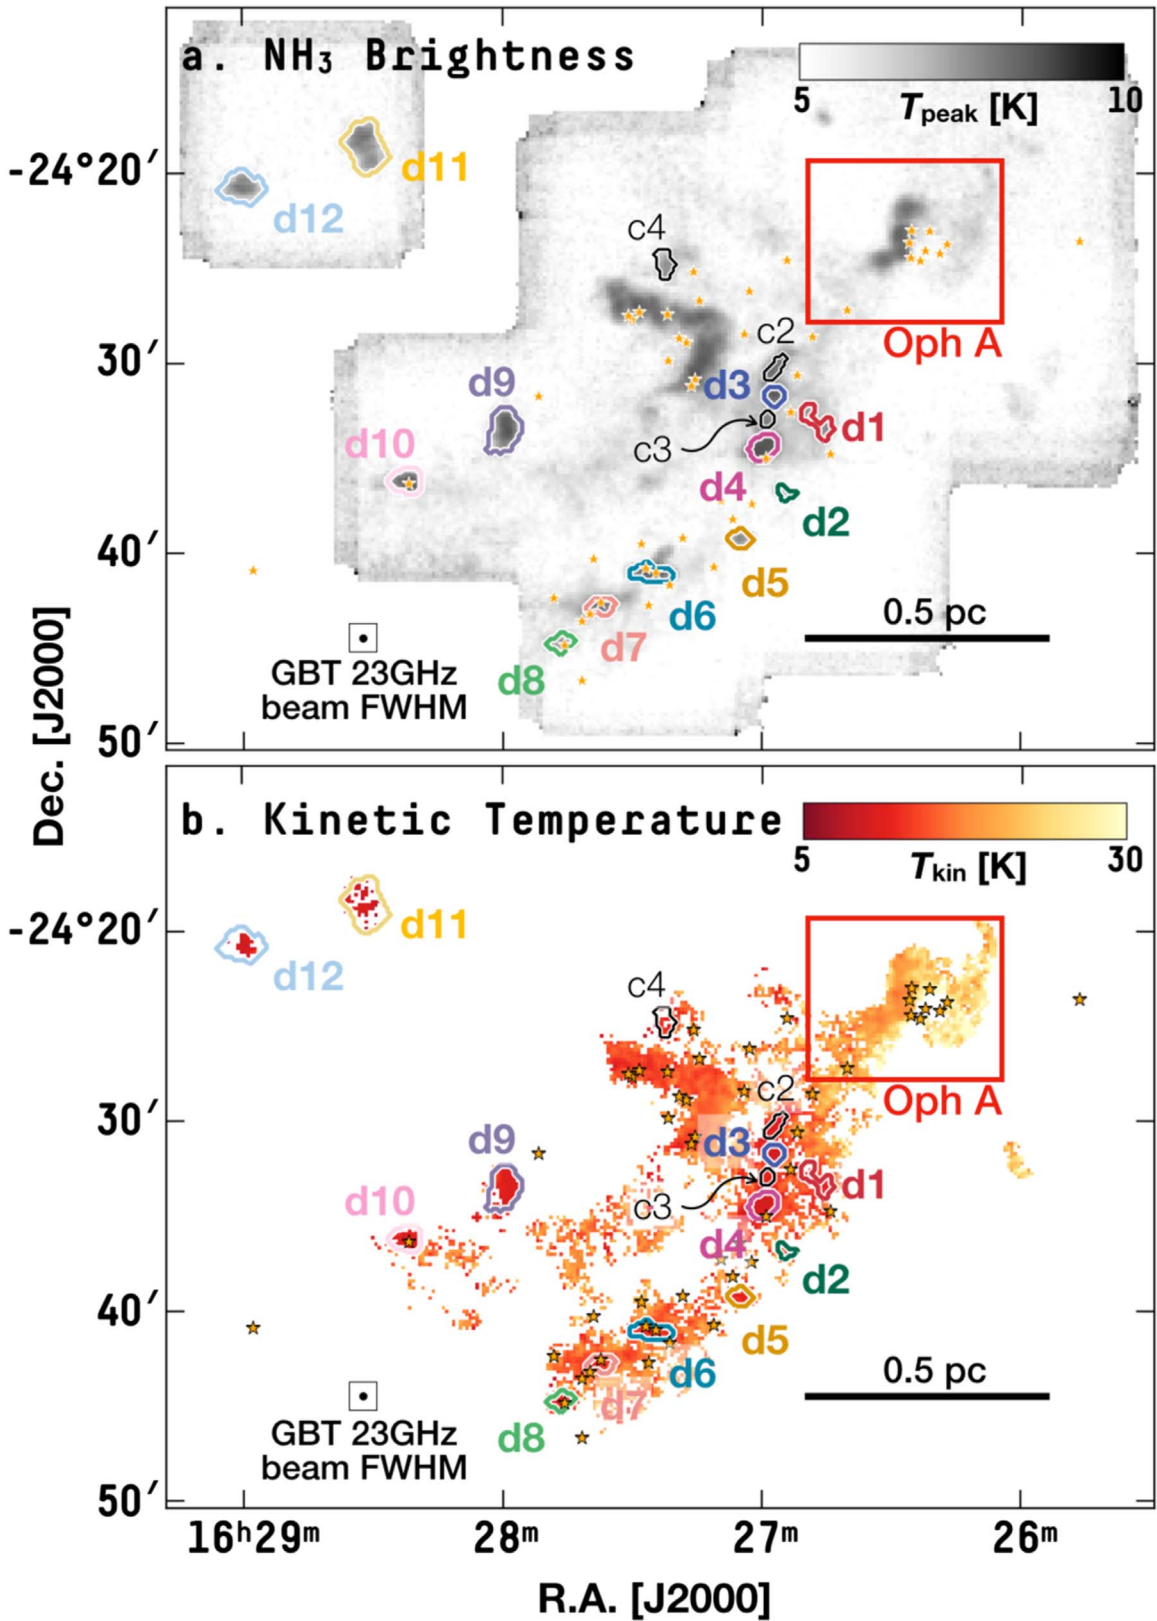 a. NH₃ Brightness
5
10
Tpeak [K]
-24°20′
d11
d12
c4
Oph A
c2
30′
d3
d9
d1
d10
c3
d4
d2
40′
d5
0.5 pc
d6
d7
GBT 23GHz
d8
beam FWHM
50′
Dec. [J2000]
b. Kinetic Temperature
5
30
Tkin [K]
-24°20′
d11
d12
c4
Oph A
c2
30′
d3
d9
d1
d10
c3
d4
d2
40′
d5
0.5 pc
d6
d7
GBT 23GHz
d8
beam FWHM
50′
16ʰ29ᵐ 28ᵐ 27ᵐ 26ᵐ
R.A. [J2000]